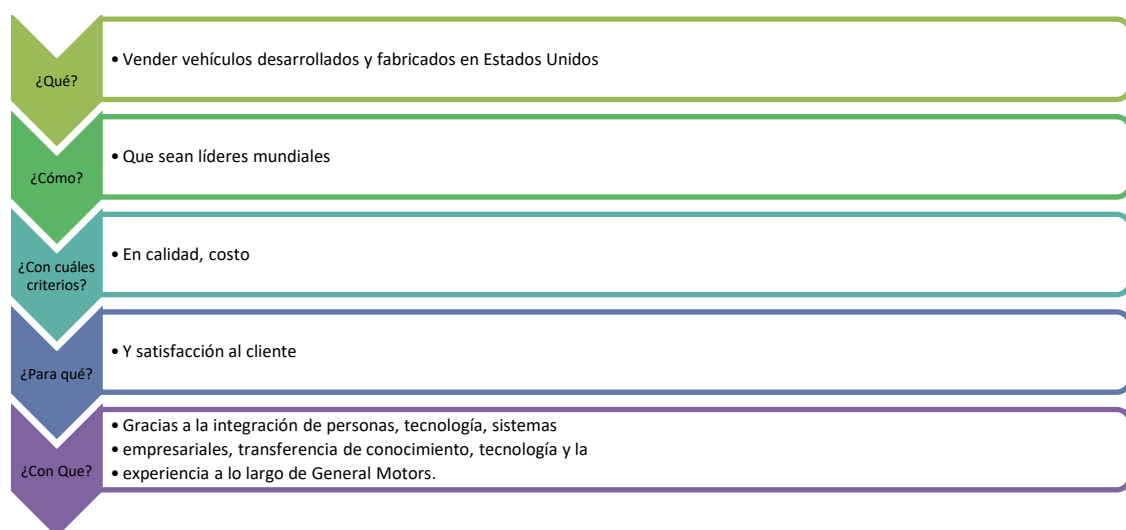 ¿Qué?
• Vender vehículos desarrollados y fabricados en Estados Unidos
¿Cómo?
• Que sean líderes mundiales
¿Con cuáles
criterios?
• En calidad, costo
¿Para qué?
• Y satisfacción al cliente
¿Con Que?
• Gracias a la integración de personas, tecnología, sistemas
• empresariales, transferencia de conocimiento, tecnología y la
• experiencia a lo largo de General Motors.